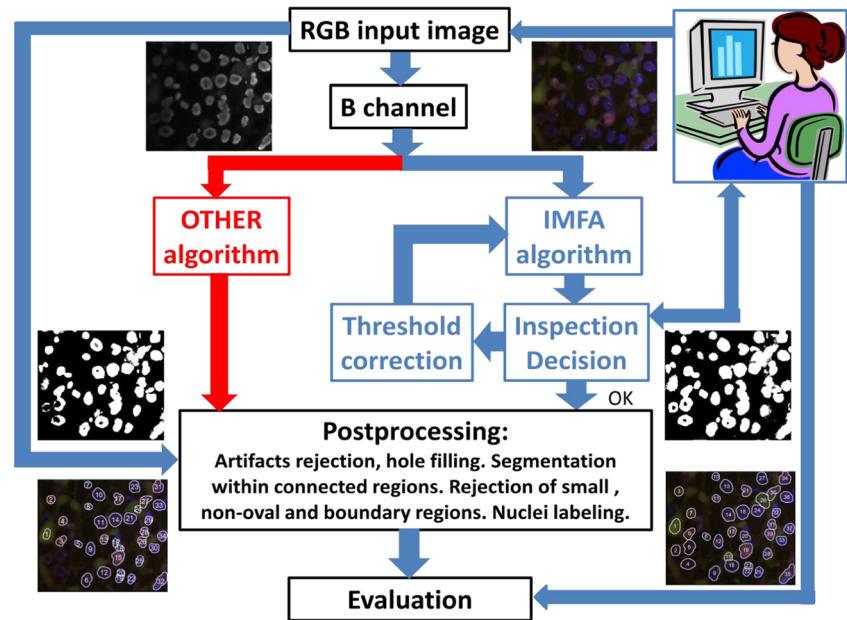 RGB input image
B channel
OTHER
algorithm
IMFA
algorithm
Threshold
correction
Inspection
Decision
OK
Postprocessing:
Artifacts rejection, hole filling. Segmentation
within connected regions. Rejection of small ,
non-oval and boundary regions. Nuclei labeling.
Evaluation